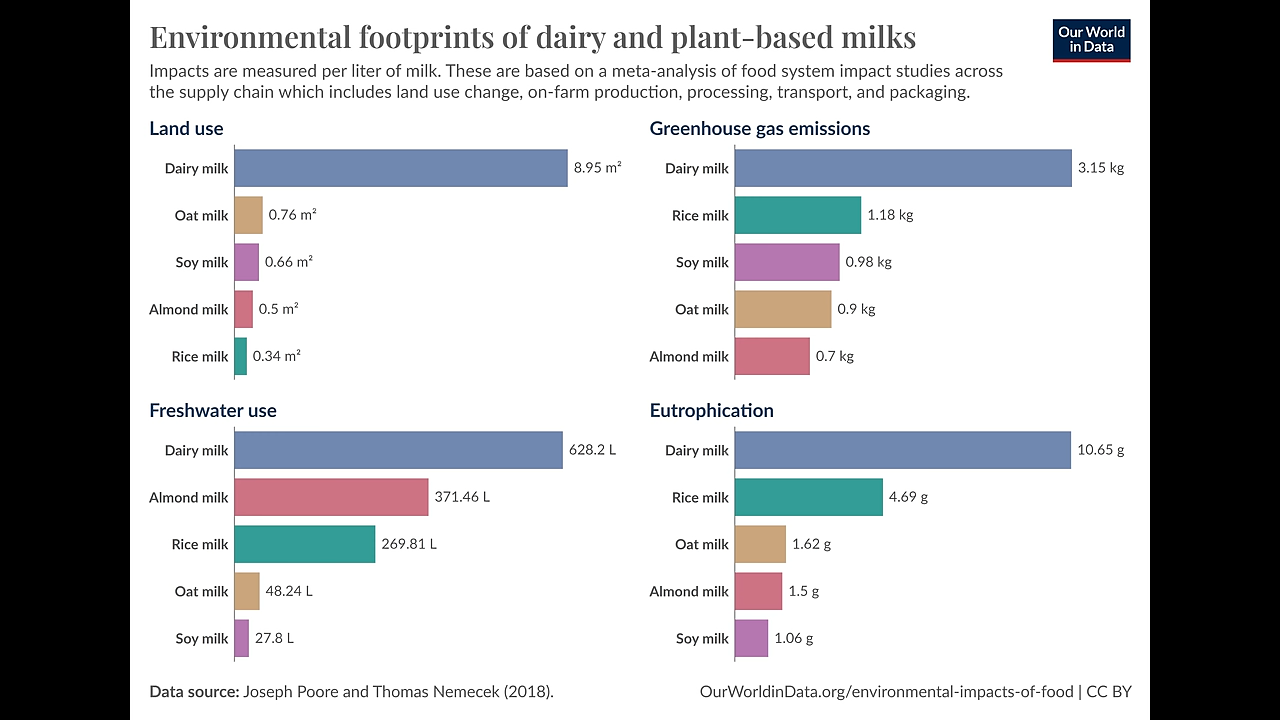 Environmental footprints of dairy and plant-based milks
Our World
in Data
Impacts are measured per liter of milk. These are based on a meta-analysis of food system impact studies across
the supply chain which includes land use change, on-farm production, processing, transport, and packaging.
Land use
Dairy milk 8.95 m²
Oat milk 0.76 m²
Soy milk 0.66 m²
Almond milk 0.5 m²
Rice milk 0.34 m²
Greenhouse gas emissions
Dairy milk 3.15 kg
Rice milk 1.18 kg
Soy milk 0.98 kg
Oat milk 0.9 kg
Almond milk 0.7 kg
Freshwater use
Dairy milk 628.2 L
Almond milk 371.46 L
Rice milk 269.81 L
Oat milk 48.24 L
Soy milk 27.8 L
Eutrophication
Dairy milk 10.65 g
Rice milk 4.69 g
Oat milk 1.62 g
Almond milk 1.5 g
Soy milk 1.06 g
Data source: Joseph Poore and Thomas Nemecek (2018).
OurWorldinData.org/environmental-impacts-of-food | CC BY